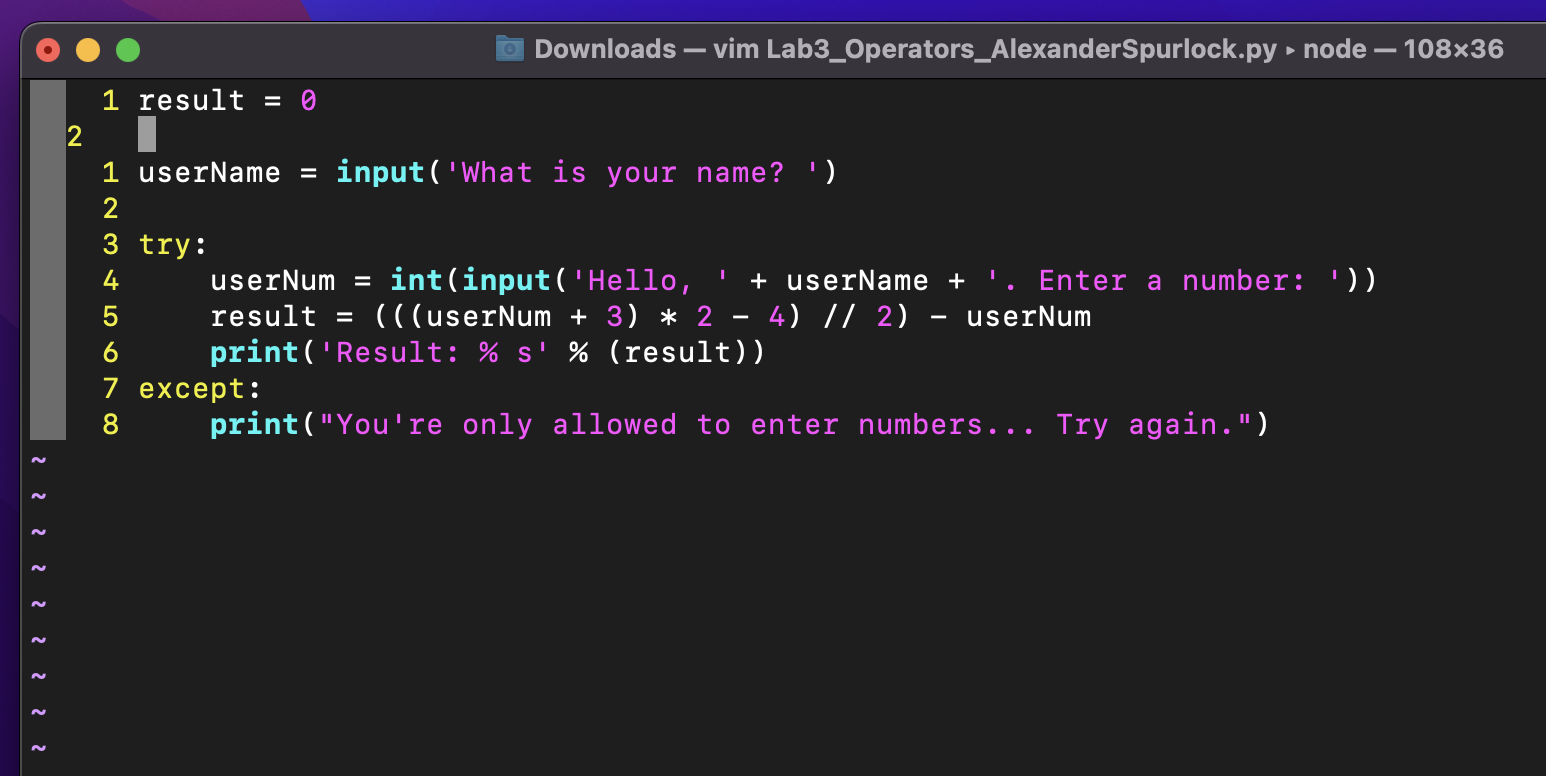 Downloads — vim Lab3_Operators_AlexanderSpurlock.py ▸ node — 108×36
1 result = 0
2
1 userName = input('What is your name? ')
2
3 try:
4     userNum = int(input('Hello, ' + userName + '. Enter a number: '))
5     result = (((userNum + 3) * 2 - 4) // 2) - userNum
6     print('Result: % s' % (result))
7 except:
8     print("You're only allowed to enter numbers... Try again.")
~
~
~
~
~
~
~
~
~